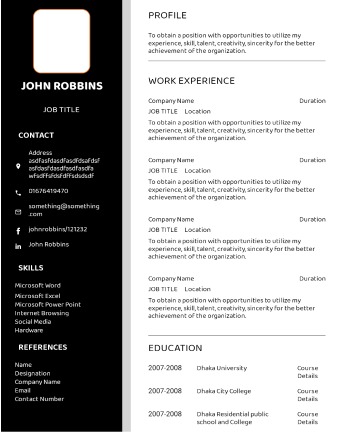 JOHN ROBBINS
JOB TITLE
CONTACT
Address
asdfasfdasdfasdfdsafdsf
asfdasfdasdfasdfasdfa
wfsdffsfdsfdffsdsdsdf
01676419470
something@something
.com
johnrobbins/121232
John Robbins
SKILLS
Microsoft Word
Microsoft Excel
Microsoft Power Point
Internet Browsing
Social Media
Hardware
REFERENCES
Name
Designation
Company Name
Email
Contact Number
PROFILE
To obtain a position with opportunities to utilize my
experience, skill, talent, creativity, sincerity for the better
achievement of the organization.
WORK EXPERIENCE
Company Name Duration
JOB TITLE Location
To obtain a position with opportunities to utilize my
experience, skill, talent, creativity, sincerity for the better
achievement of the organization.
Company Name Duration
JOB TITLE Location
To obtain a position with opportunities to utilize my
experience, skill, talent, creativity, sincerity for the better
achievement of the organization.
Company Name Duration
JOB TITLE Location
To obtain a position with opportunities to utilize my
experience, skill, talent, creativity, sincerity for the better
achievement of the organization.
Company Name Duration
JOB TITLE Location
To obtain a position with opportunities to utilize my
experience, skill, talent, creativity, sincerity for the better
achievement of the organization.
EDUCATION
2007-2008 Dhaka University Course
Details
2007-2008 Dhaka City College Course
Details
2007-2008 Dhaka Residential public Course
school and College Details